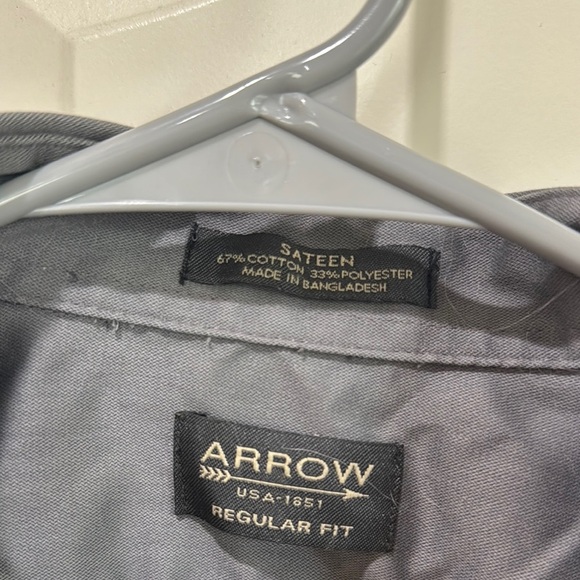 SATEEN
67% COTTON 33% POLYESTER
MADE IN BANGLADESH
ARROW
USA-1851
REGULAR FIT